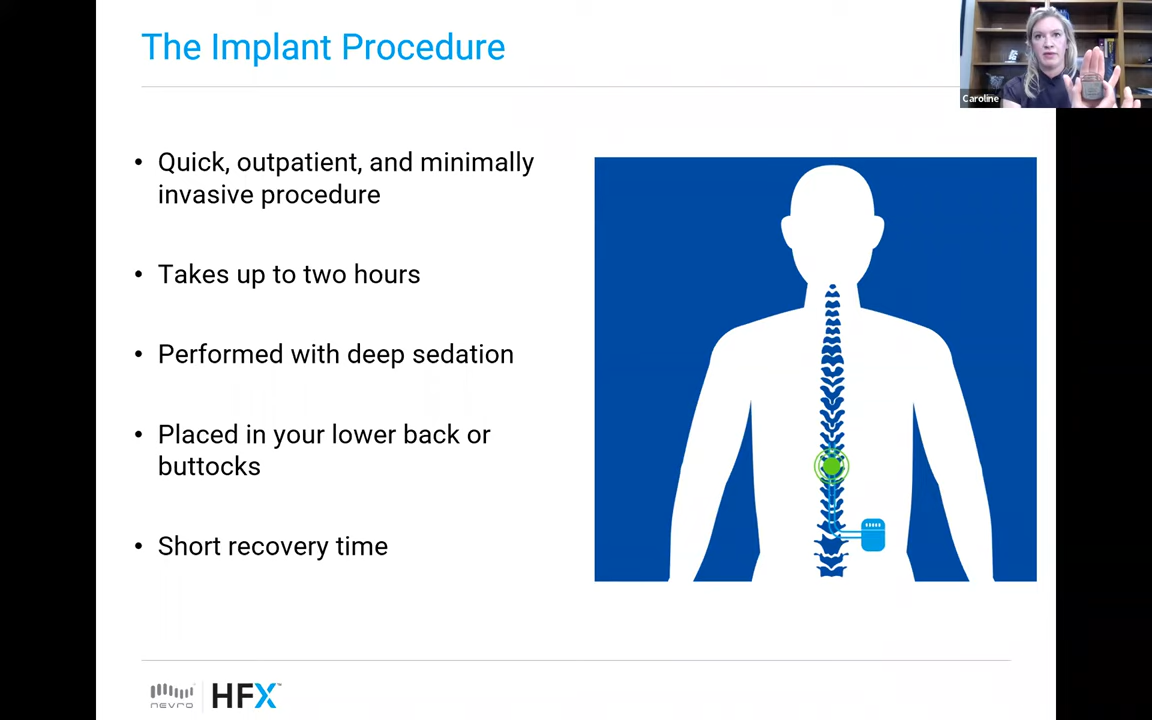 The Implant Procedure
Caroline
• Quick, outpatient, and minimally
invasive procedure
• Takes up to two hours
• Performed with deep sedation
• Placed in your lower back or
buttocks
• Short recovery time
nevro
HFX™